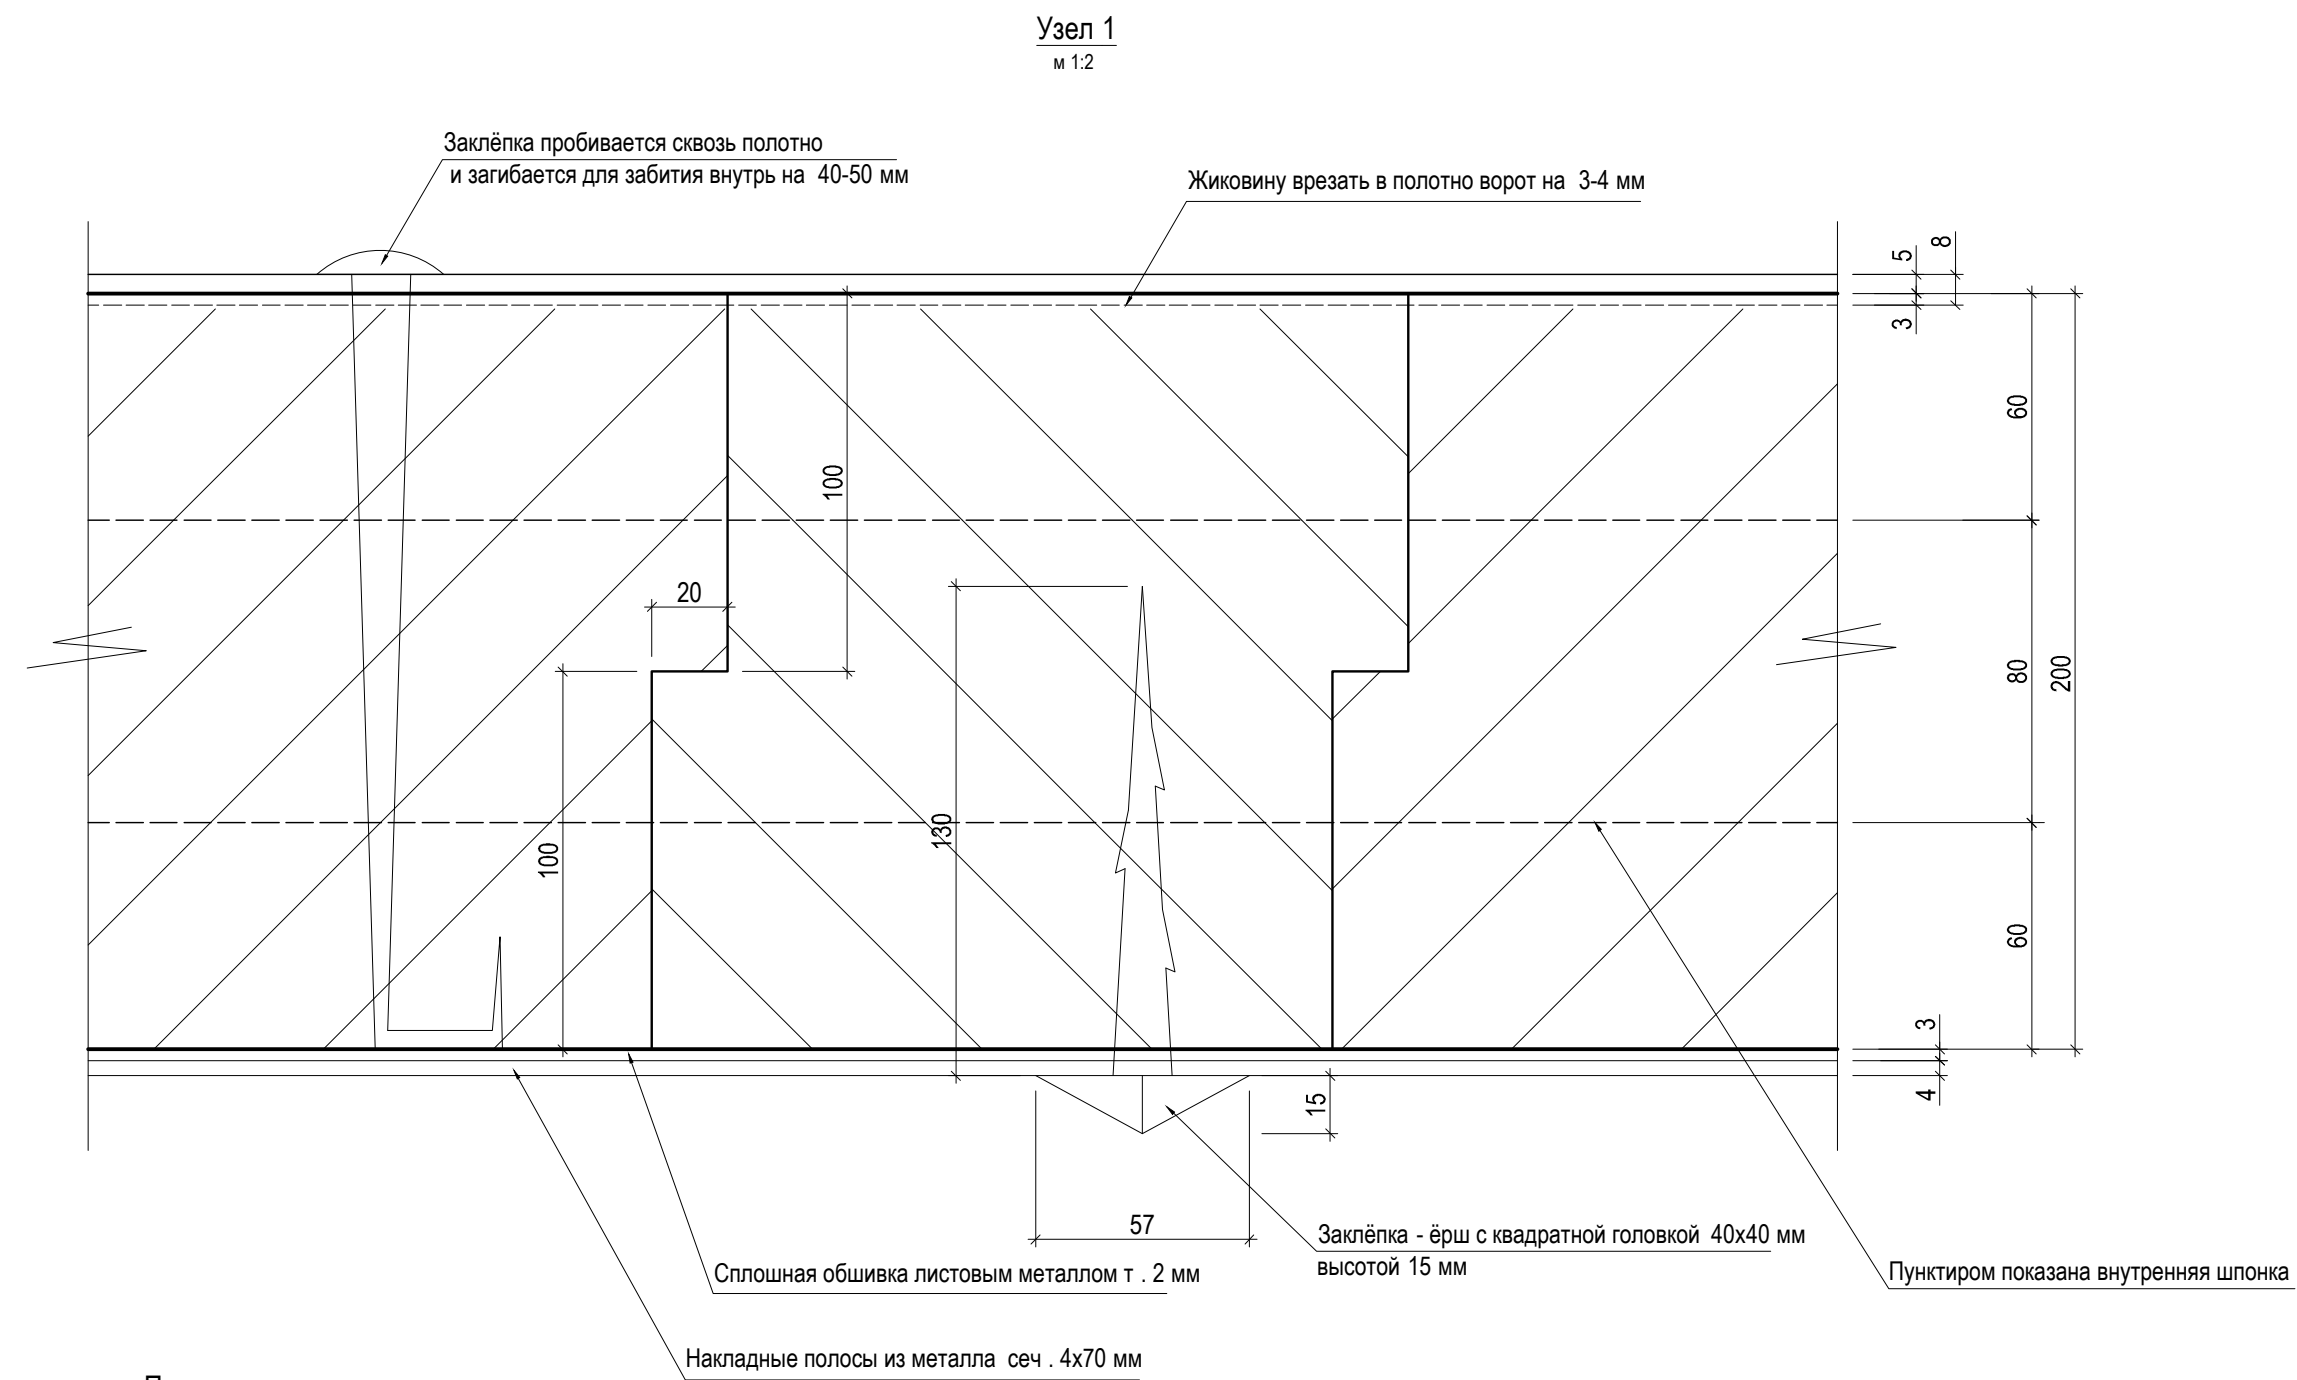 Узел 1
м 1:2
Заклёпка пробивается сквозь полотно
и загибается для забития внутрь на 40-50 мм
Жиковину врезать в полотно ворот на 3-4 мм
5
8
3
60
100
20
80
200
130
100
60
3
4
15
57
Заклёпка - ёрш с квадратной головкой 40х40 мм
высотой 15 мм
Сплошная обшивка листовым металлом т . 2 мм
Пунктиром показана внутренняя шпонка
Накладные полосы из металла сеч . 4х70 мм